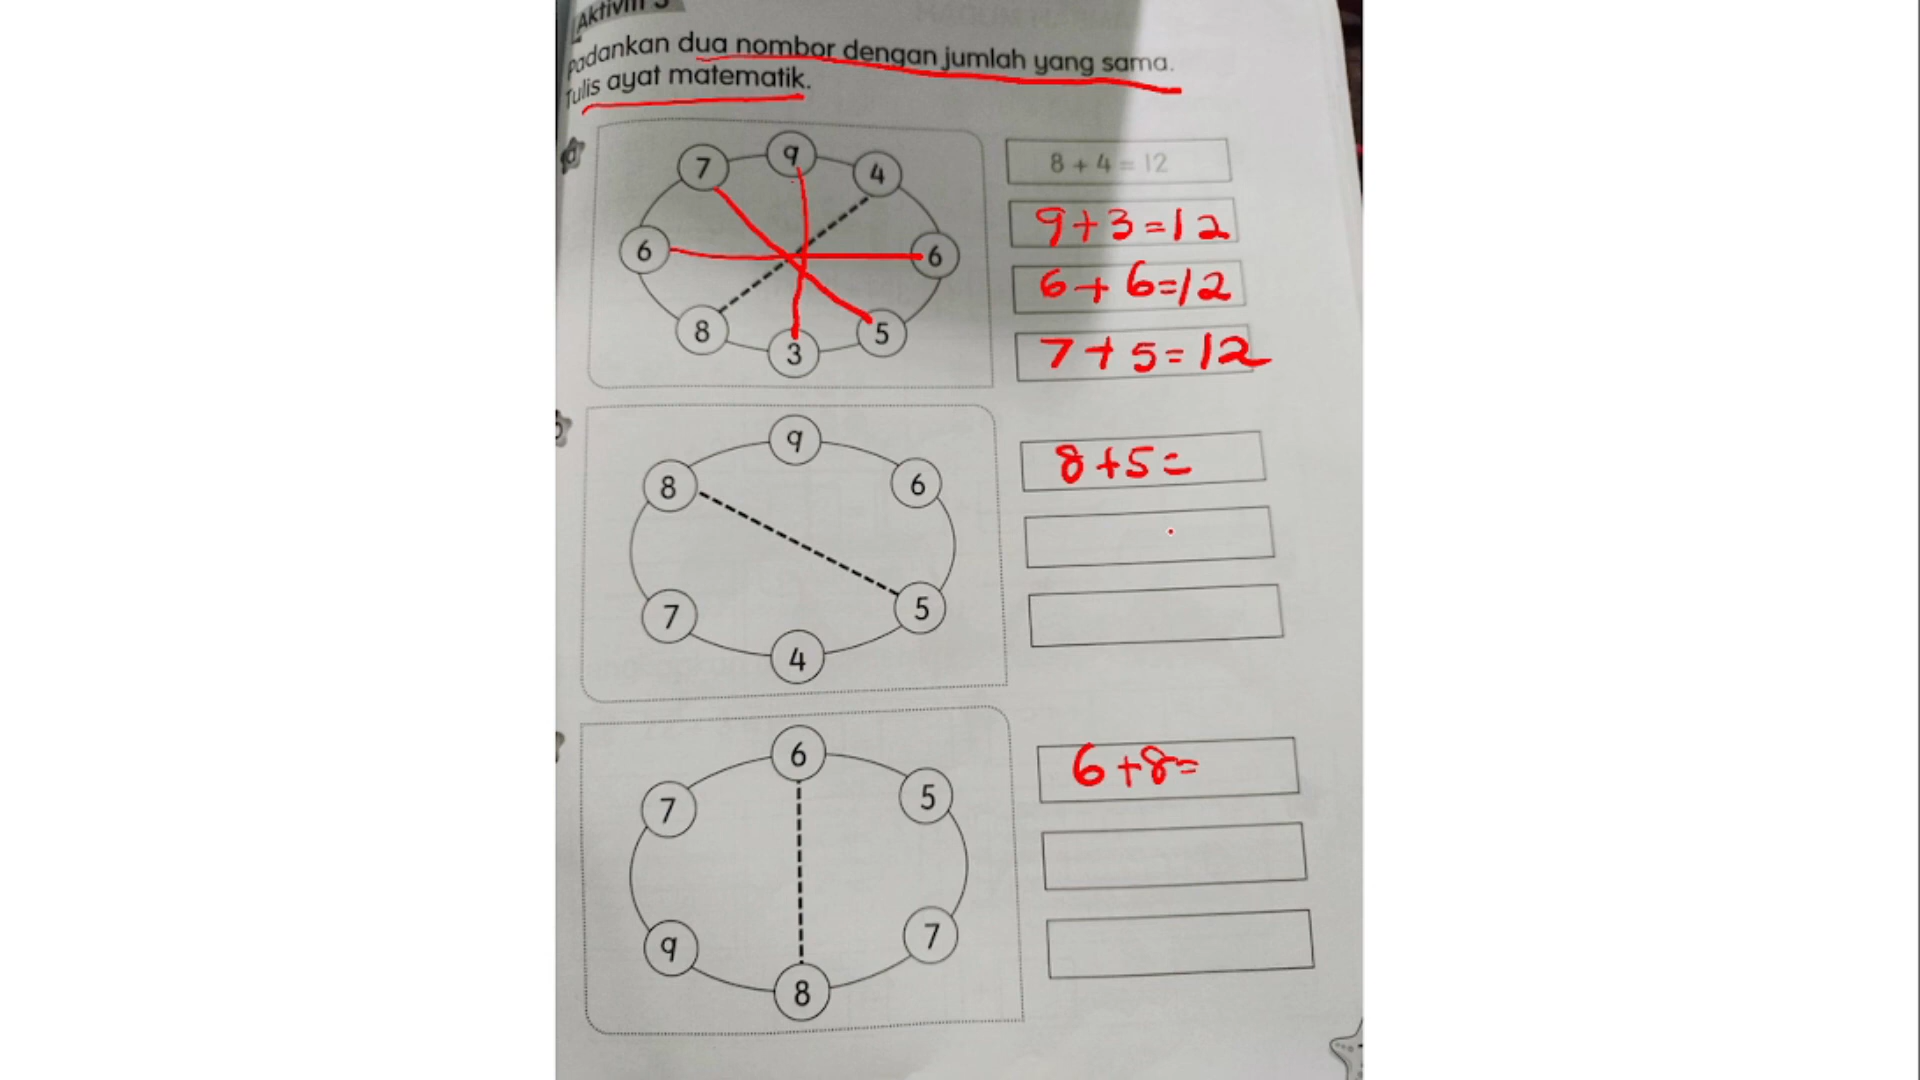 Aktiviti 3
Padankan dua nombor dengan jumlah yang sama.
Tulis ayat matematik.
a
7 9 4
6 6
8 3 5
8 + 4 = 12
9+3=12
6+6=12
7+5=12
9
8 6
7 5
4
8+5=
6
7 5
9 7
8
6+8=